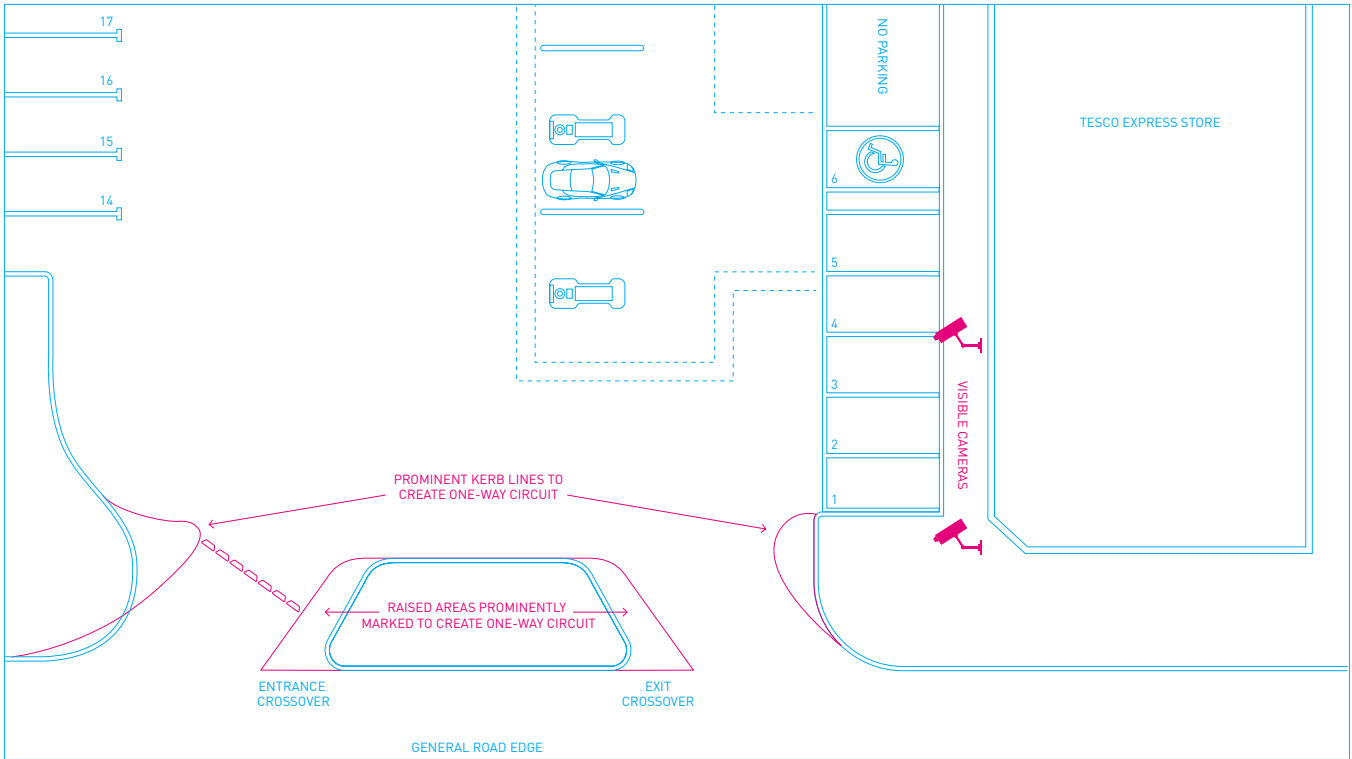 17
16
15
14
NO PARKING
TESCO EXPRESS STORE
6
5
4
3
2
1
VISIBLE CAMERAS
PROMINENT KERB LINES TO
CREATE ONE-WAY CIRCUIT
RAISED AREAS PROMINENTLY
MARKED TO CREATE ONE-WAY CIRCUIT
ENTRANCE
CROSSOVER
EXIT
CROSSOVER
GENERAL ROAD EDGE